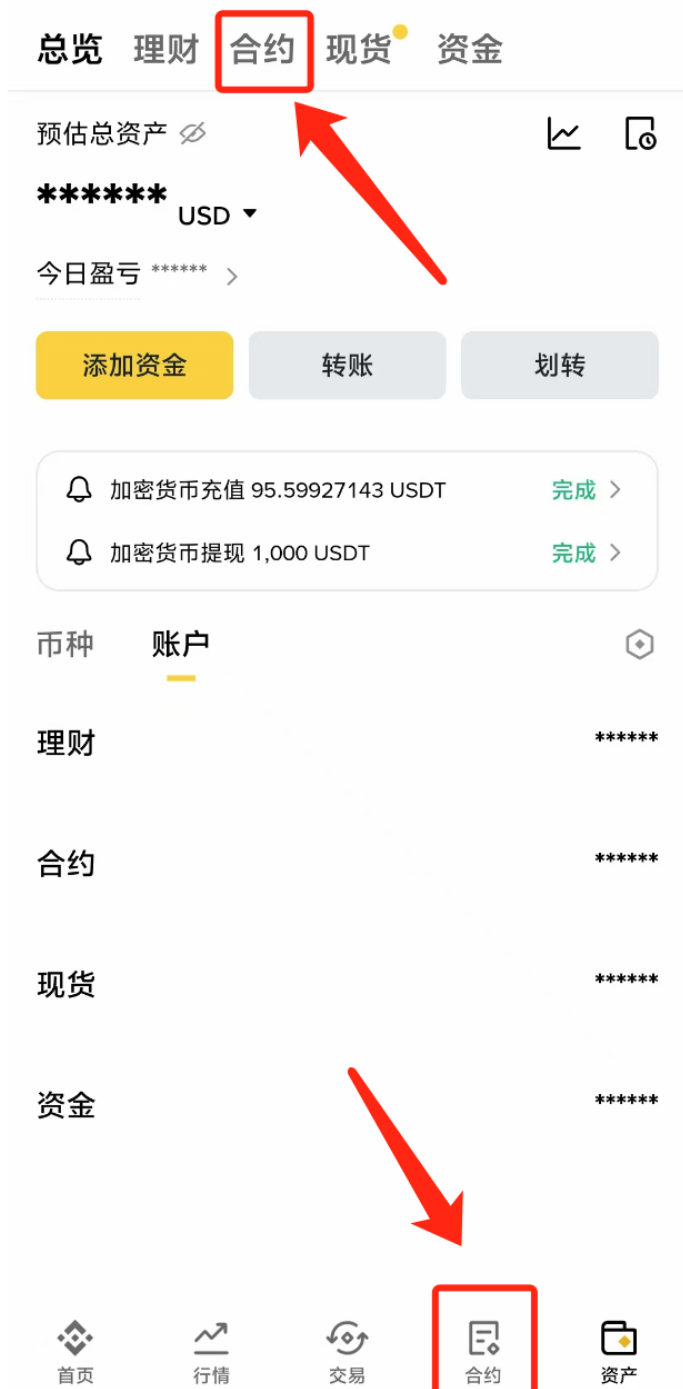 总览 理财 合约 现货 资金
预估总资产
******
USD
今日盈亏 ******
添加资金 转账 划转
加密货币充值 95.59927143 USDT 完成
加密货币提现 1,000 USDT 完成
币种 账户
理财 ******
合约 ******
现货 ******
资金 ******
首页 行情 交易 合约 资产